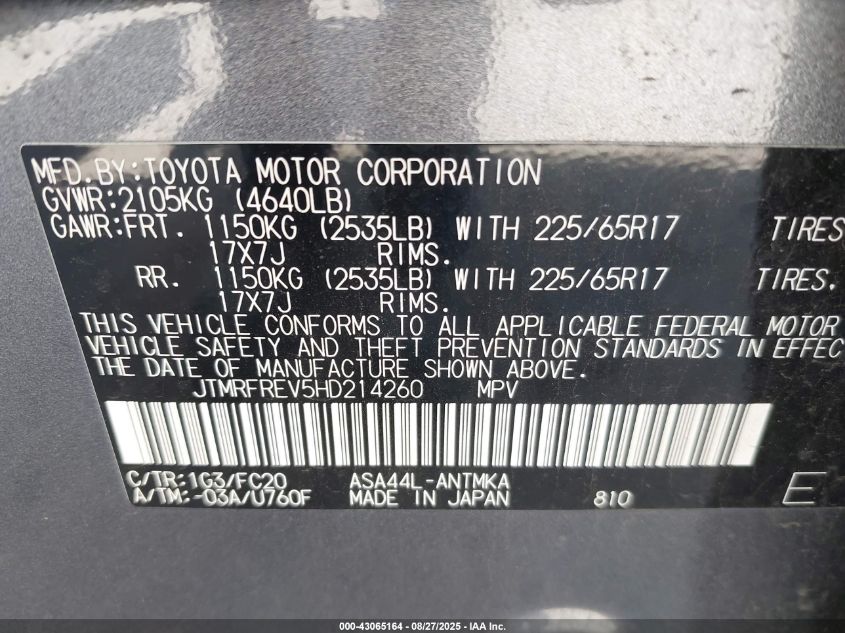 MFD.BY:TOYOTA MOTOR CORPORATION
GVWR:2105KG (4640LB)
GAWR:FRT. 1150KG (2535LB) WITH 225/65R17 TIRES
17X7J RIMS.
RR. 1150KG (2535LB) WITH 225/65R17 TIRES.
17X7J RIMS.
THIS VEHICLE CONFORMS TO ALL APPLICABLE FEDERAL MOTOR
VEHICLE SAFETY AND THEFT PREVENTION STANDARDS IN EFFEC
THE DATE OF MANUFACTURE SHOWN ABOVE.
JTMRFREV5HD214260 MPV
C/TR:1G3/FC20 ASA44L-ANTMKA
A/TM:-03A/U760F MADE IN JAPAN 810 E
000-43065164 - 08/27/2025 - IAA Inc.